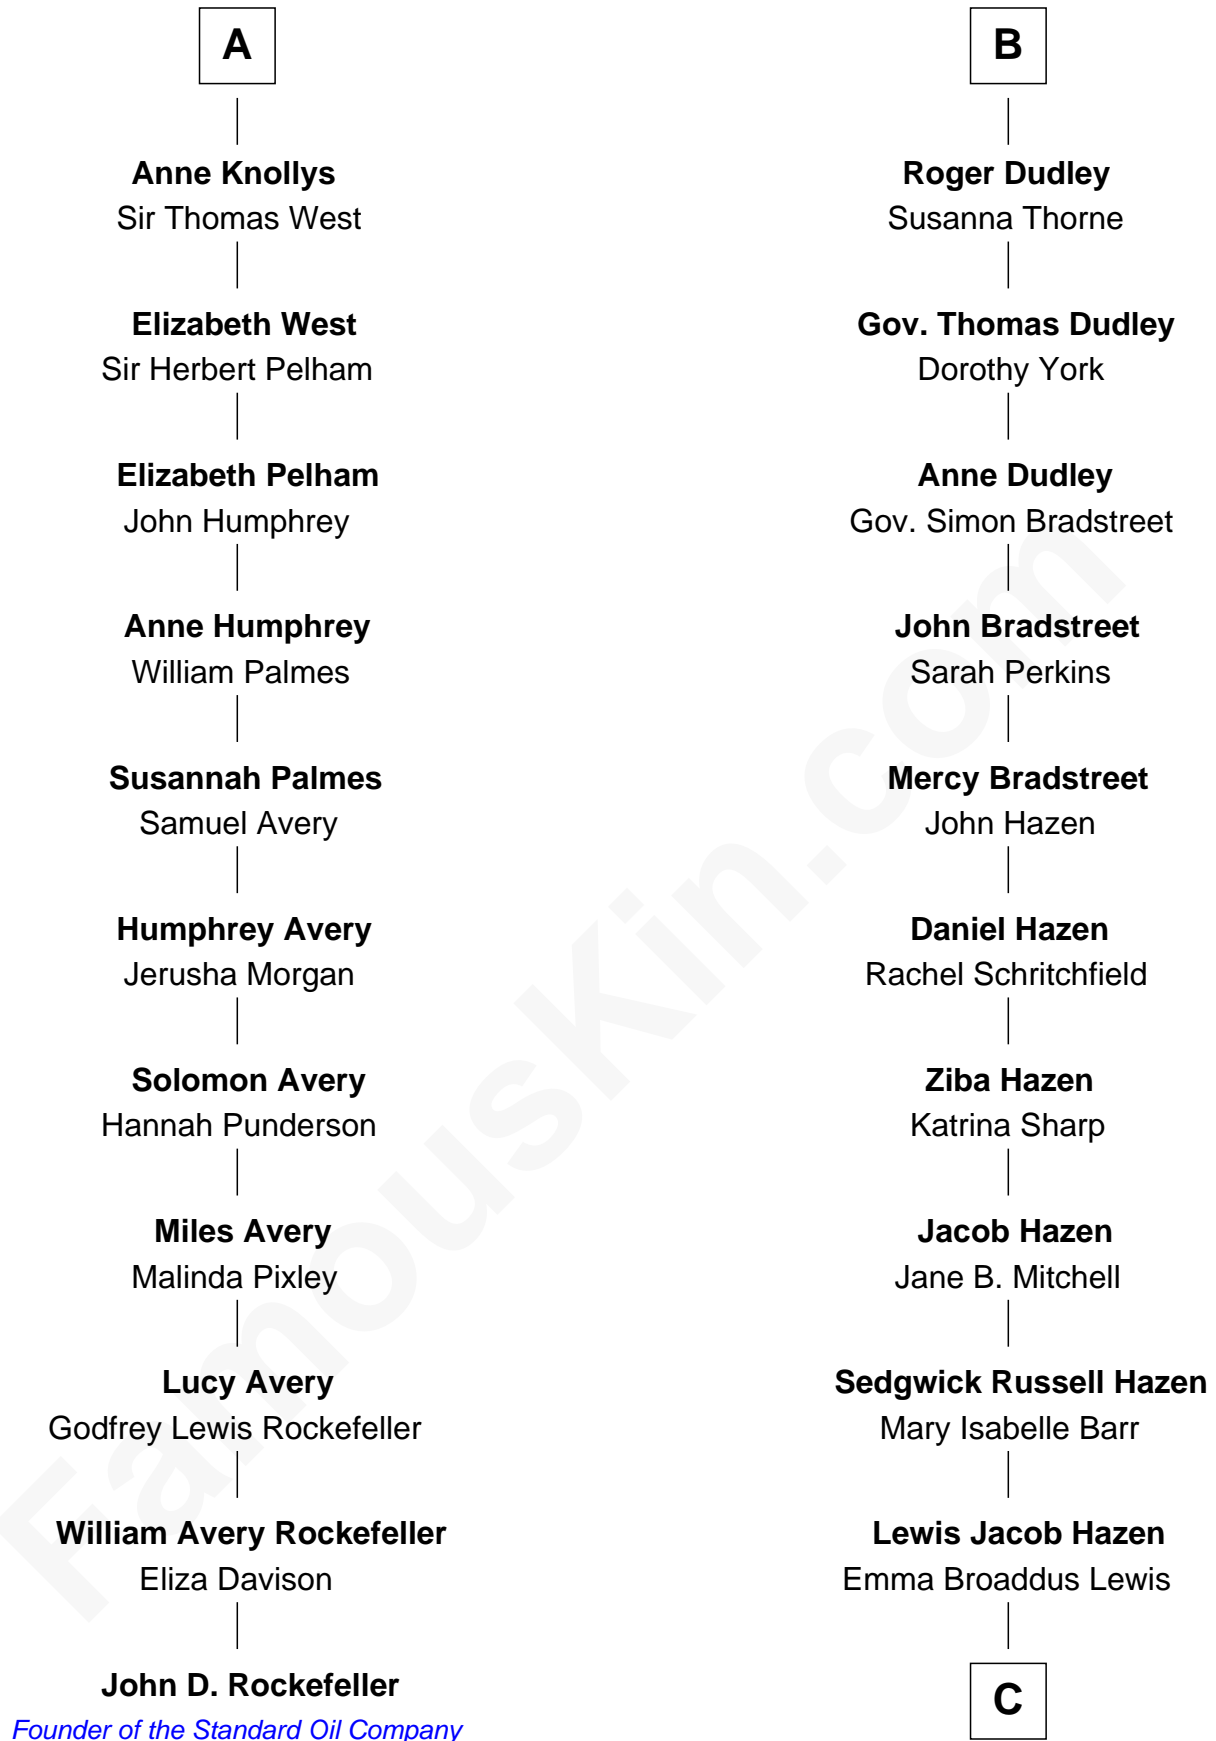 A
Anne Knollys
Sir Thomas West
Elizabeth West
Sir Herbert Pelham
Elizabeth Pelham
John Humphrey
Anne Humphrey
William Palmes
Susannah Palmes
Samuel Avery
Humphrey Avery
Jerusha Morgan
Solomon Avery
Hannah Punderson
Miles Avery
Malinda Pixley
Lucy Avery
Godfrey Lewis Rockefeller
William Avery Rockefeller
Eliza Davison
John D. Rockefeller
Founder of the Standard Oil Company
B
Roger Dudley
Susanna Thorne
Gov. Thomas Dudley
Dorothy York
Anne Dudley
Gov. Simon Bradstreet
John Bradstreet
Sarah Perkins
Mercy Bradstreet
John Hazen
Daniel Hazen
Rachel Schritchfield
Ziba Hazen
Katrina Sharp
Jacob Hazen
Jane B. Mitchell
Sedgwick Russell Hazen
Mary Isabelle Barr
Lewis Jacob Hazen
Emma Broaddus Lewis
C
FamousKin.com